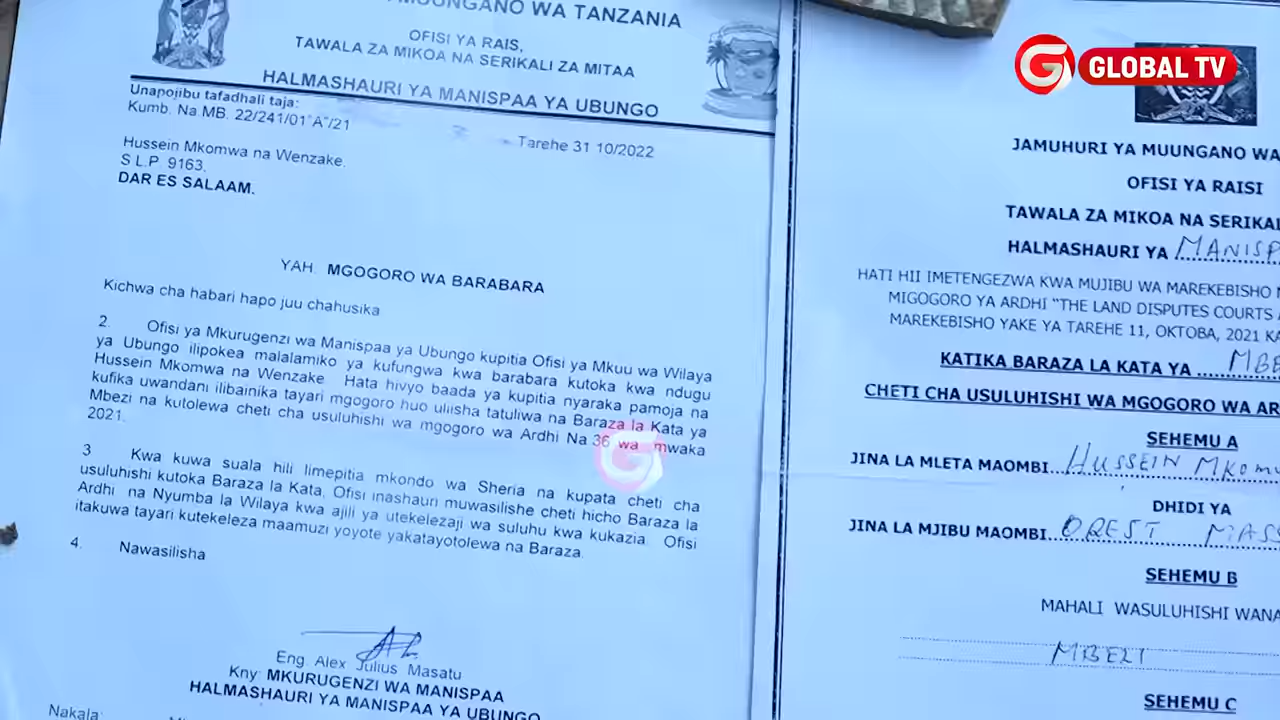 MUUNGANO WA TANZANIA
OFISI YA RAIS,
TAWALA ZA MIKOA NA SERIKALI ZA MITAA
HALMASHAURI YA MANISPAA YA UBUNGO
Unapojibu tafadhali taja:
Kumb. Na MB. 22/241/01"A"/21
Tarehe 31 10/2022
Hussein Mkomwa na Wenzake.
S L.P. 9163,
DAR ES SALAAM.
YAH. MGOGORO WA BARABARA
Kichwa cha habari hapo juu chahusika
2. Ofisi ya Mkurugenzi wa Manispaa ya Ubungo kupitia Ofisi ya Mkuu wa Wilaya
ya Ubungo ilipokea malalamiko ya kufungwa kwa barabara kutoka kwa ndugu
Hussein Mkomwa na Wenzake. Hata hivyo baada ya kupitia nyaraka pamoja na
kufika uwandani ilibainika tayari mgogoro huo uliisha tatuliwa na Baraza la Kata ya
Mbezi na kutolewa cheti cha usuluhishi wa mgogoro wa Ardhi Na 36 wa mwaka
2021.
3 Kwa kuwa suala hili limepitia mkondo wa Sheria na kupata cheti cha
usuluhishi kutoka Baraza la Kata, Ofisi inashauri muwasilishe cheti hicho Baraza la
Ardhi na Nyumba la Wilaya kwa ajili ya utekelezaji wa suluhu kwa kukazia. Ofisi
itakuwa tayari kutekeleza maamuzi yoyote yakatayotolewa na Baraza.
4. Nawasilisha
Eng. Alex Julius Masatu
Kny: MKURUGENZI WA MANISPAA
HALMASHAURI YA MANISPAA YA UBUNGO
Nakala:
GLOBAL TV
JAMUHURI YA MUUNGANO WA
OFISI YA RAISI
TAWALA ZA MIKOA NA SERIKAL
HALMASHAURI YA MANISP
HATI HII IMETENGEZWA KWA MUJIBU WA MAREKEBISHO
MIGOGORO YA ARDHI "THE LAND DISPUTES COURTS
MAREKEBISHO YAKE YA TAREHE 11, OKTOBA, 2021 KA
KATIKA BARAZA LA KATA YA MBE
CHETI CHA USULUHISHI WA MGOGORO WA AR
SEHEMU A
JINA LA MLETA MAOMBI HUSSEIN MKOM
DHIDI YA
JINA LA MJIBU MAOMBI OREST MASS
SEHEMU B
MAHALI WASULUHISHI WANA
MBEZI
SEHEMU C